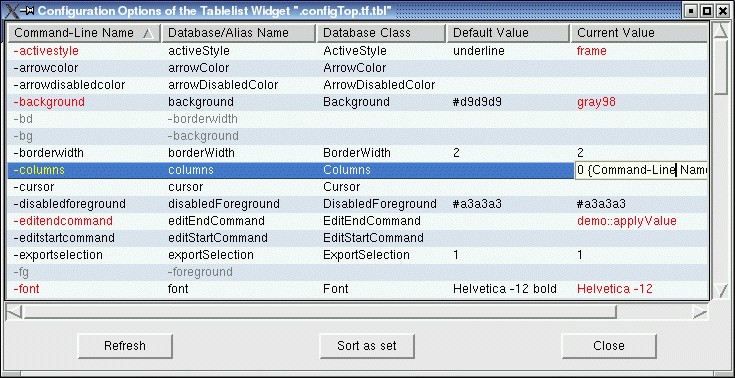 Configuration Options of the Tablelist Widget ".configTop.tf.tbl"
Command-Line Name Database/Alias Name Database Class Default Value Current Value
-activestyle activeStyle ActiveStyle underline frame
-arrowcolor arrowColor ArrowColor
-arrowdisabledcolor arrowDisabledColor ArrowDisabledColor
-background background Background #d9d9d9 gray98
-bd -borderwidth
-bg -background
-borderwidth borderWidth BorderWidth 2 2
-columns columns Columns 0 {Command-Line Name
-cursor cursor Cursor
-disabledforeground disabledForeground DisabledForeground #a3a3a3 #a3a3a3
-editendcommand editEndCommand EditEndCommand demo::applyValue
-editstartcommand editStartCommand EditStartCommand
-exportselection exportSelection ExportSelection 1 1
-fg -foreground
-font font Font Helvetica -12 bold Helvetica -12
Refresh Sort as set Close